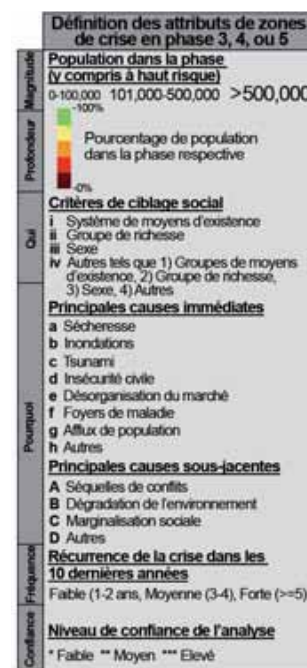 Définition des attributs de zones
de crise en phase 3, 4, ou 5
Magnitude
Population dans la phase
(y compris à haut risque)
0-100,000 101,000-500,000 >500,000
Profondeur
-100%
Pourcentage de population
dans la phase respective
-0%
Qui
Critères de ciblage social
i Système de moyens d'existence
ii Groupe de richesse
iii Sexe
iv Autres tels que 1) Groupes de moyens
d'existence, 2) Groupe de richesse,
3) Sexe, 4) Autres
Pourquoi
Principales causes immédiates
a Sécheresse
b Inondations
c Tsunami
d Insécurité civile
e Désorganisation du marché
f Foyers de maladie
g Afflux de population
h Autres
Principales causes sous-jacentes
A Séquelles de conflits
B Dégradation de l'environnement
C Marginalisation sociale
D Autres
Fréquence
Récurrence de la crise dans les
10 dernières années
Faible (1-2 ans, Moyenne (3-4), Forte (>=5)
Confiance
Niveau de confiance de l'analyse
* Faible ** Moyen *** Elevé